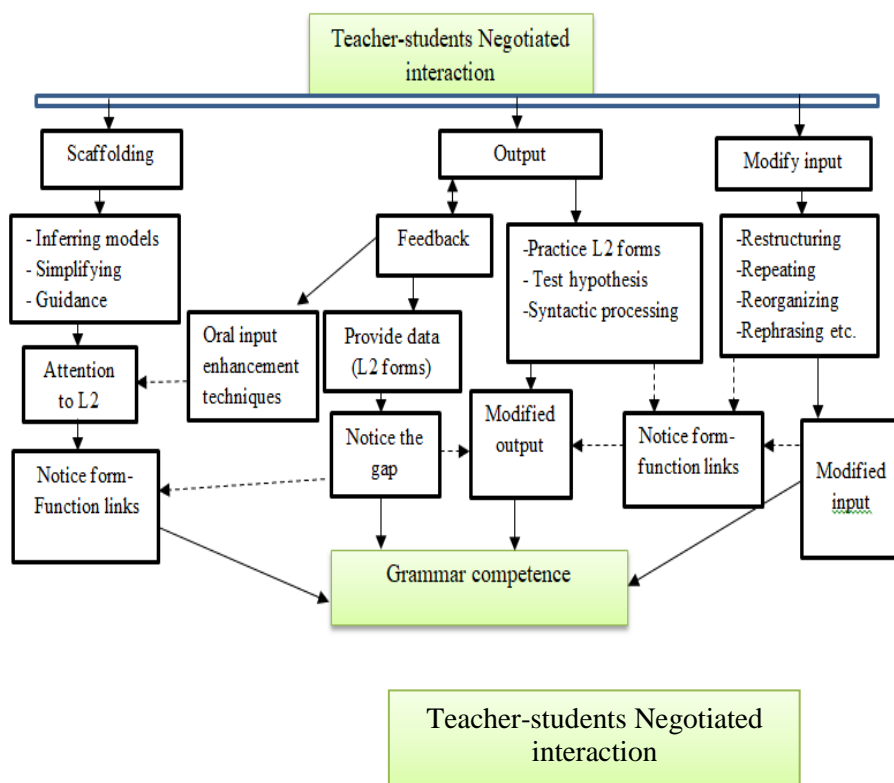 Teacher-students Negotiated
interaction
Scaffolding
Output
Modify input
- Inferring models
- Simplifying
- Guidance
Feedback
-Practice L2 forms
- Test hypothesis
-Syntactic processing
-Restructuring
-Repeating
-Reorganizing
-Rephrasing etc.
Oral input
enhancement
techniques
Provide data
(L2 forms)
Attention
to L2
Notice the
gap
Modified
output
Notice form-
function links
Modified
input
Notice form-
Function links
Grammar competence
Teacher-students Negotiated
interaction